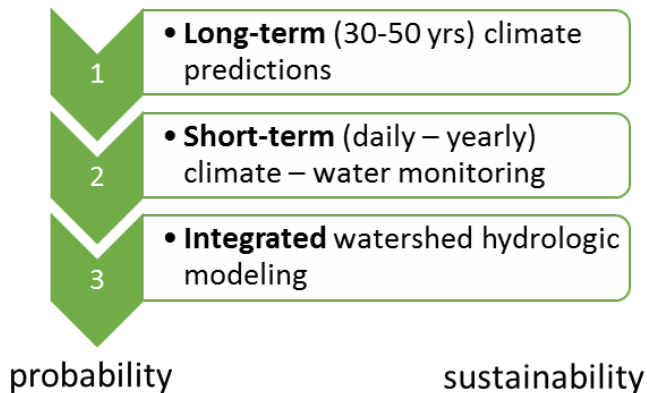 1
• Long-term (30-50 yrs) climate
predictions
2
• Short-term (daily – yearly)
climate – water monitoring
3
• Integrated watershed hydrologic
modeling
probability
sustainability